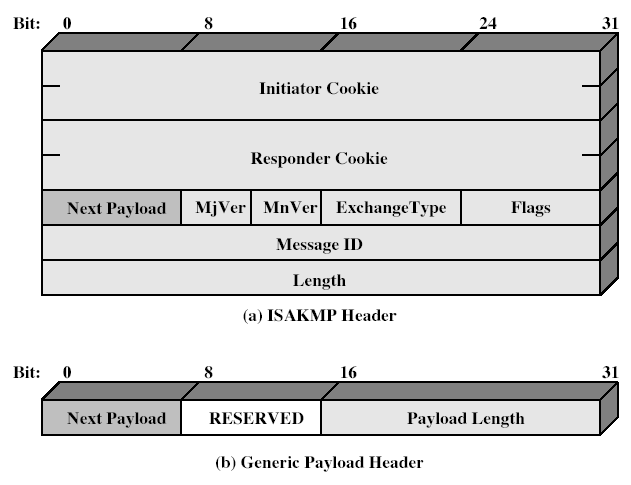 Bit: 0 8 16 24 31
Initiator Cookie
Responder Cookie
Next Payload MjVer MnVer ExchangeType Flags
Message ID
Length
(a) ISAKMP Header
Bit: 0 8 16 31
Next Payload RESERVED Payload Length
(b) Generic Payload Header